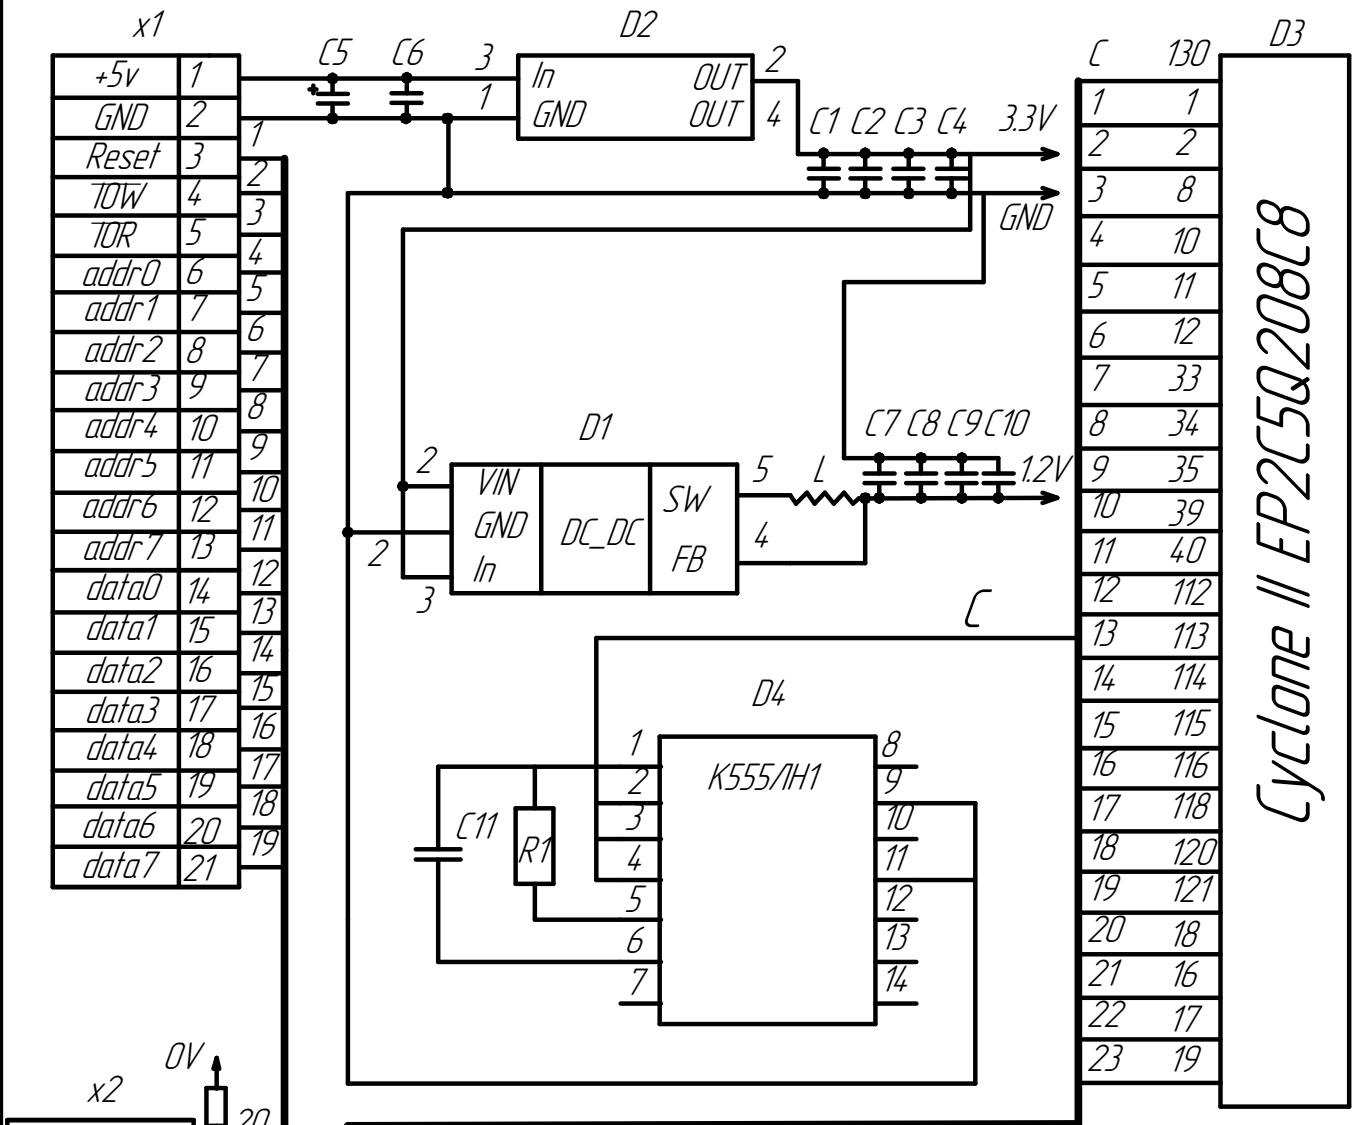 x1
+5v 1
GND 2
Reset 3
IOW 4
IOR 5
addr0 6
addr1 7
addr2 8
addr3 9
addr4 10
addr5 11
addr6 12
addr7 13
data0 14
data1 15
data2 16
data3 17
data4 18
data5 19
data6 20
data7 21
1
2
3
4
5
6
7
8
9
10
11
12
13
14
15
16
17
18
19
C5 C6
3
1
D2
In OUT
GND OUT
2
4
C1 C2 C3 C4
3.3V
GND
D1
2
2
3
VIN
GND
In
DC_DC
SW
FB
5
4
L
C7 C8 C9 C10
1.2V
C
D4
K555ЛН1
1
2
3
4
5
6
7
8
9
10
11
12
13
14
C11
R1
D3
Cyclone II EP2C5Q208C8
C 130
1 1
2 2
3 8
4 10
5 11
6 12
7 33
8 34
9 35
10 39
11 40
12 112
13 113
14 114
15 115
16 116
17 118
18 120
19 121
20 18
21 16
22 17
23 19
0V
x2
20